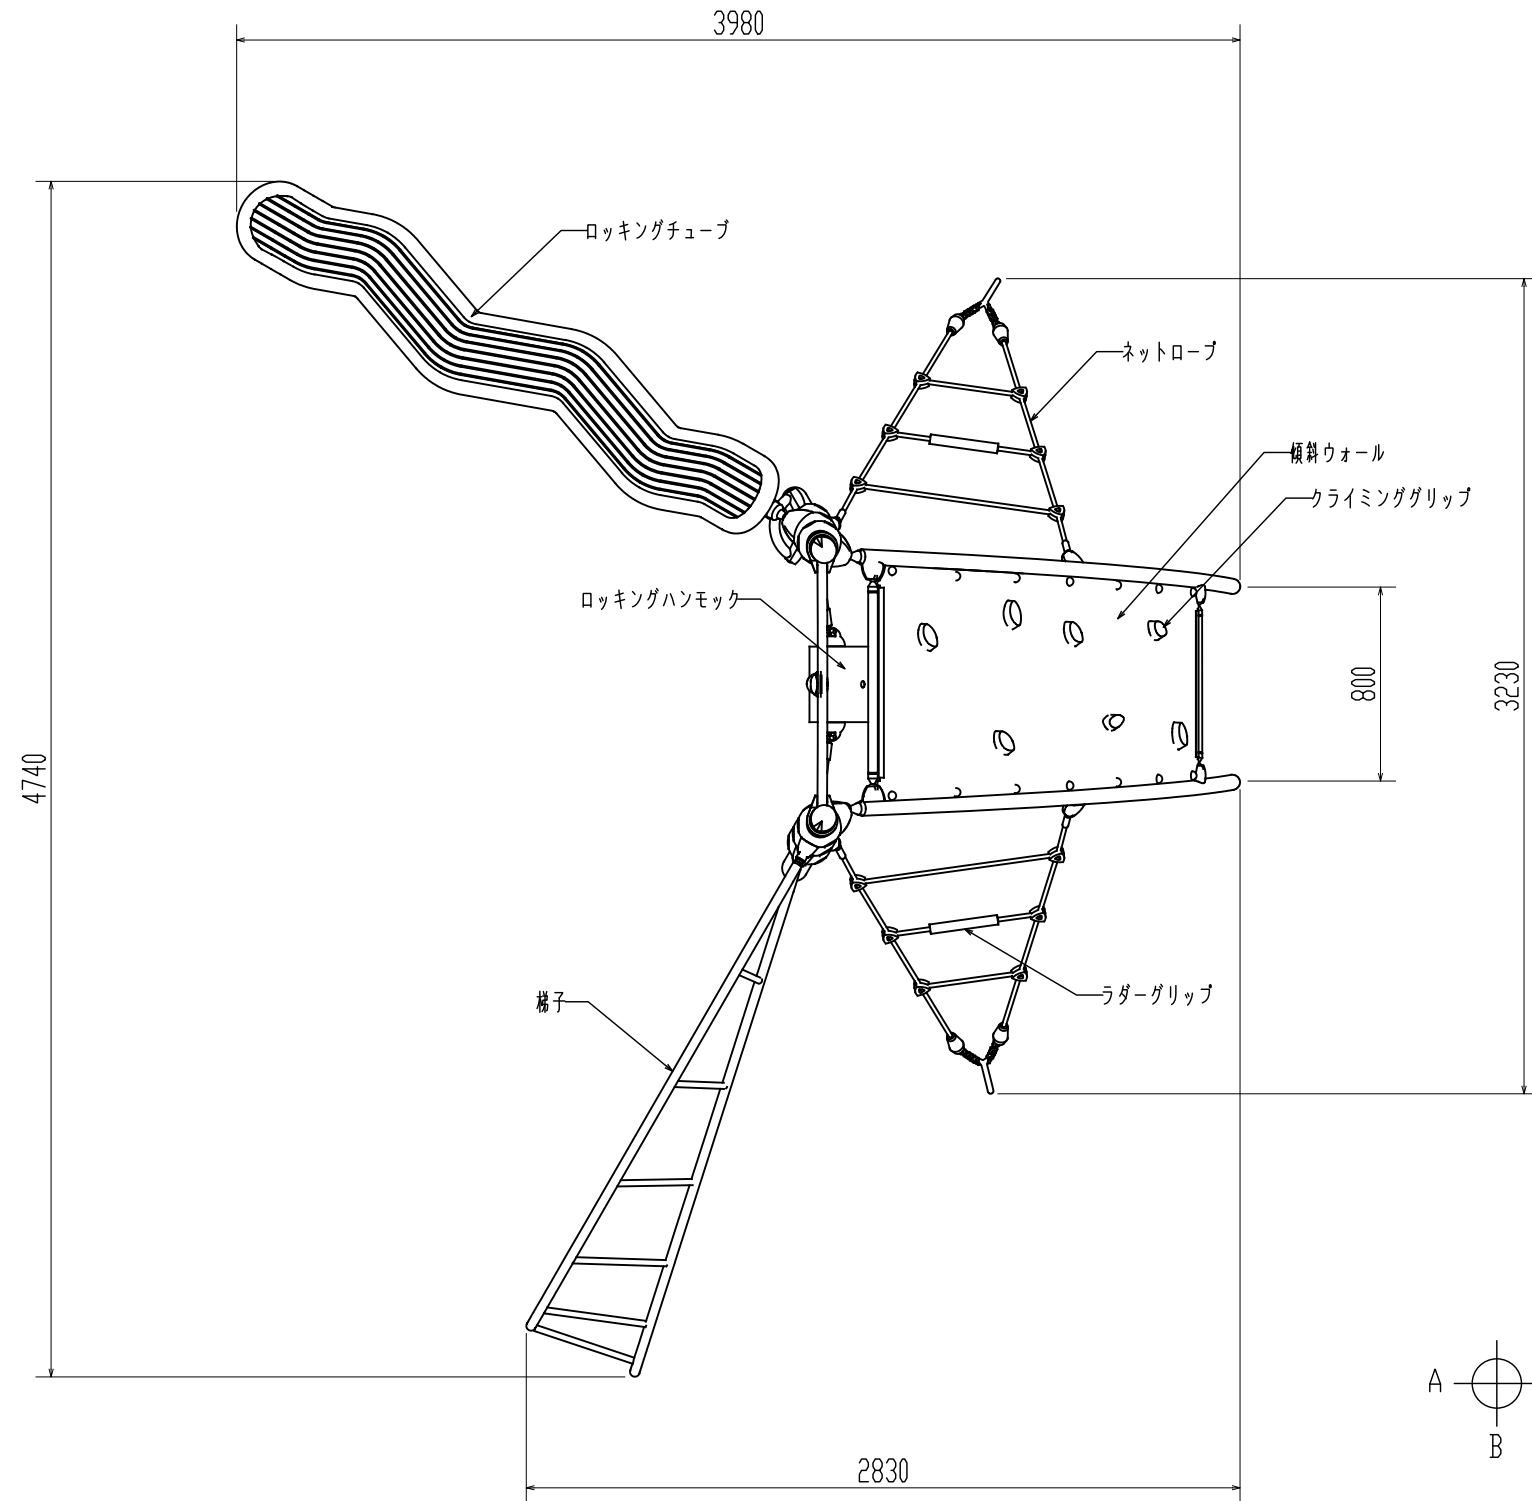 3980
ロッキングチューブ
ネットロープ
傾斜ウォール
クライミンググリップ
ロッキングハンモック
800
3230
4740
梯子
ラダーグリップ
A
B
2830